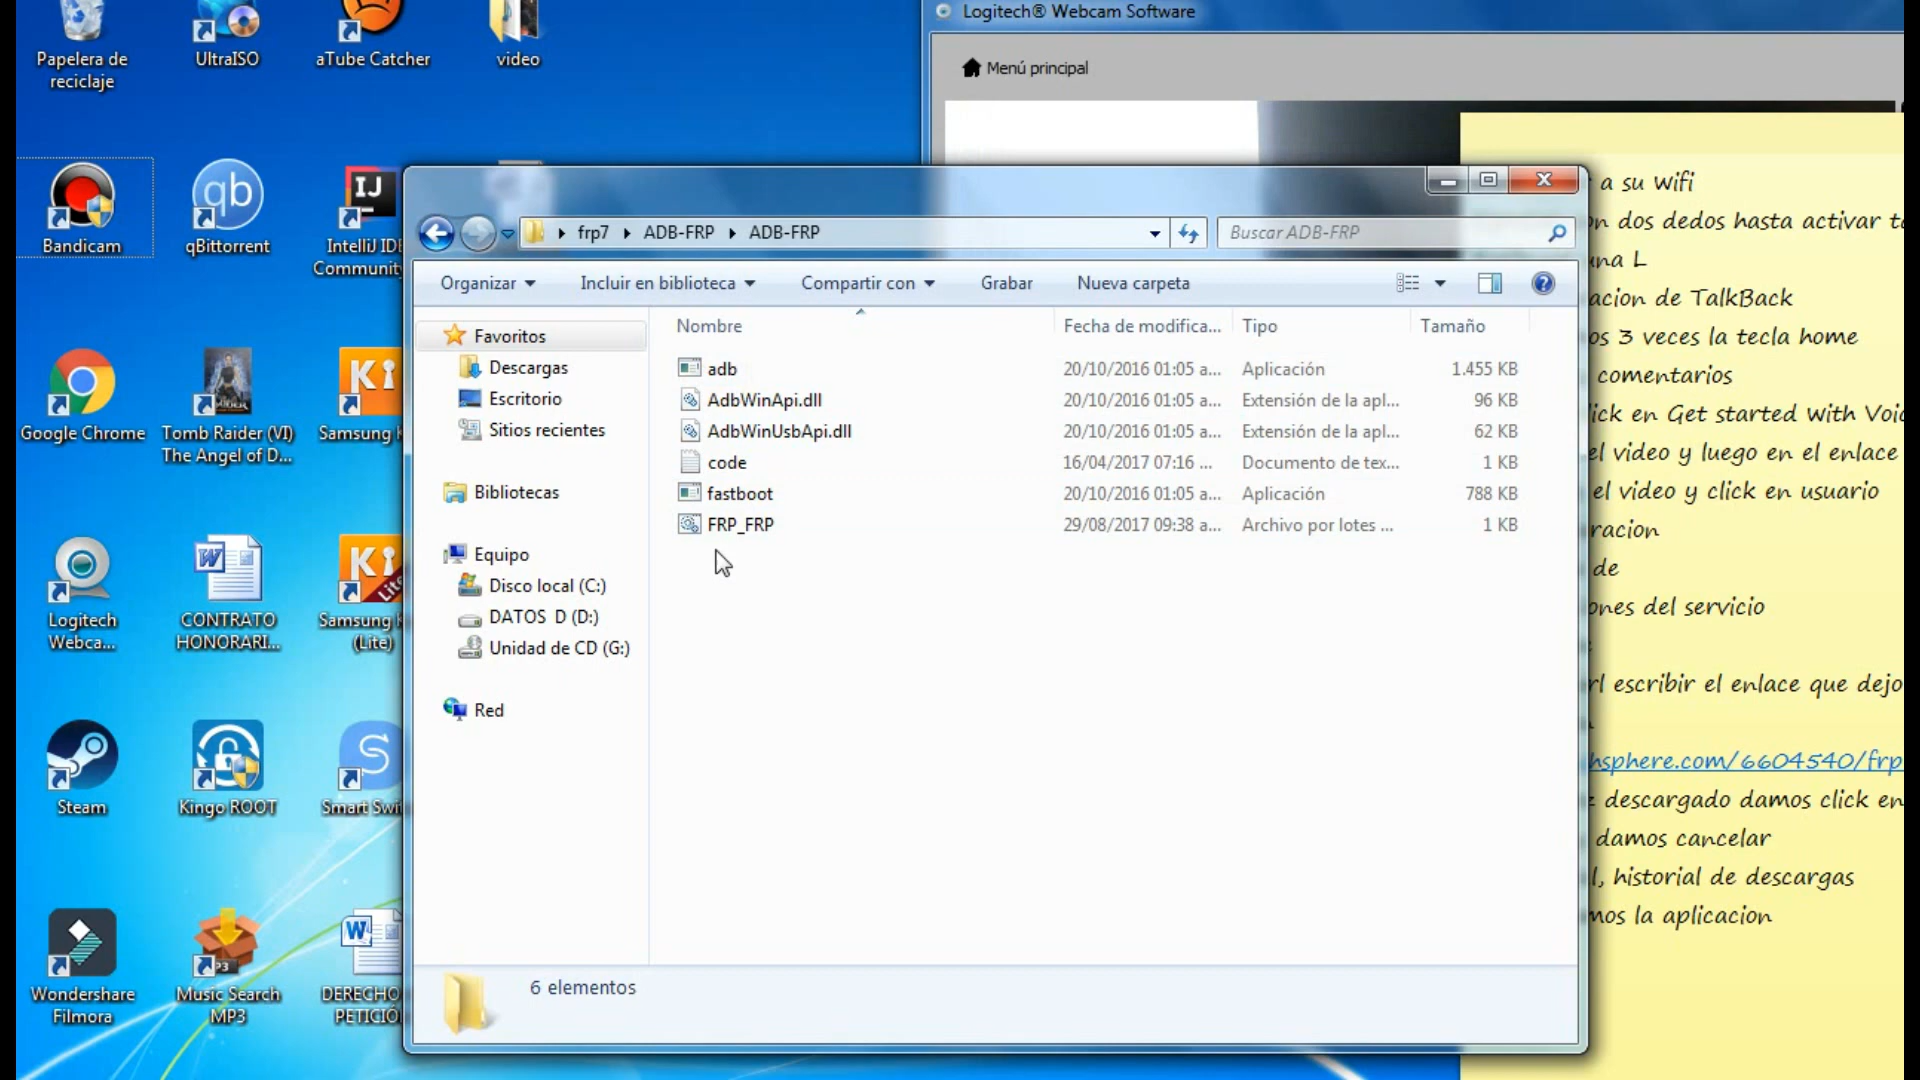 Papelera de
reciclaje
UltraISO
aTube Catcher
video
Bandicam
qBittorrent
IJ
IntelliJ IDE
Community
Google Chrome
Tomb Raider (VI)
The Angel of D...
Samsung
Logitech
Webca...
CONTRATO
HONORARI...
Lite
Samsung
(Lite)
Steam
Kingo ROOT
Smart Swi
Wondershare
Filmora
Music Search
MP3
DERECHO
PETICIÓ
Logitech® Webcam Software
Menú principal
frp7
ADB-FRP
ADB-FRP
Buscar ADB-FRP
Organizar
Incluir en biblioteca
Compartir con
Grabar
Nueva carpeta
Favoritos
Descargas
Escritorio
Sitios recientes
Bibliotecas
Equipo
Disco local (C:)
DATOS D (D:)
Unidad de CD (G:)
Red
Nombre Fecha de modifica... Tipo Tamaño
adb 20/10/2016 01:05 a... Aplicación 1.455 KB
AdbWinApi.dll 20/10/2016 01:05 a... Extensión de la apl... 96 KB
AdbWinUsbApi.dll 20/10/2016 01:05 a... Extensión de la apl... 62 KB
code 16/04/2017 07:16 ... Documento de tex... 1 KB
fastboot 20/10/2016 01:05 a... Aplicación 788 KB
FRP_FRP 29/08/2017 09:38 a... Archivo por lotes ... 1 KB
6 elementos
a su wifi
n dos dedos hasta activar t
una L
acion de TalkBack
os 3 veces la tecla home
comentarios
ick en Get started with Voi
el video y luego en el enlace
el video y click en usuario
racion
de
ones del servicio
rl escribir el enlace que dejo
hsphere.com/6604540/frp
descargado damos click en
damos cancelar
l, historial de descargas
mos la aplicacion